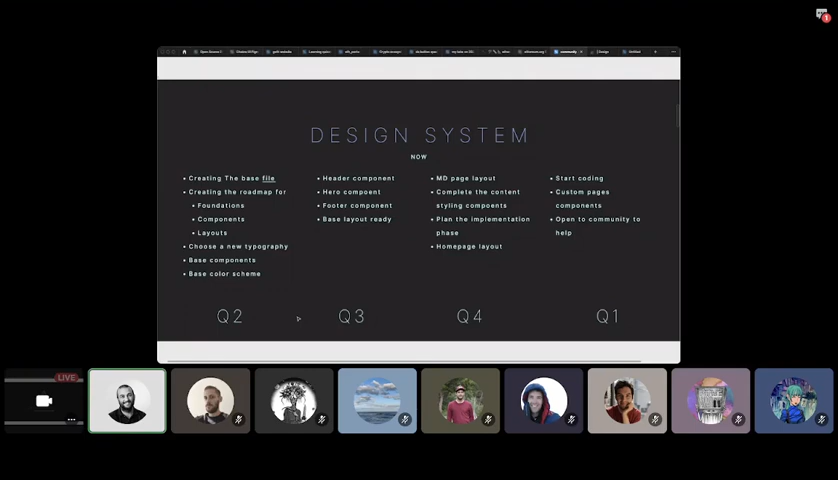 DESIGN SYSTEM
NOW
• Creating The base file
• Creating the roadmap for
• Foundations
• Components
• Layouts
• Choose a new typography
• Base components
• Base color scheme
• Header component
• Hero compoent
• Footer component
• Base layout ready
• MD page layout
• Complete the content
styling compoents
• Plan the implementation
phase
• Homepage layout
• Start coding
• Custom pages
components
• Open to community to
help
Q2
Q3
Q4
Q1
LIVE